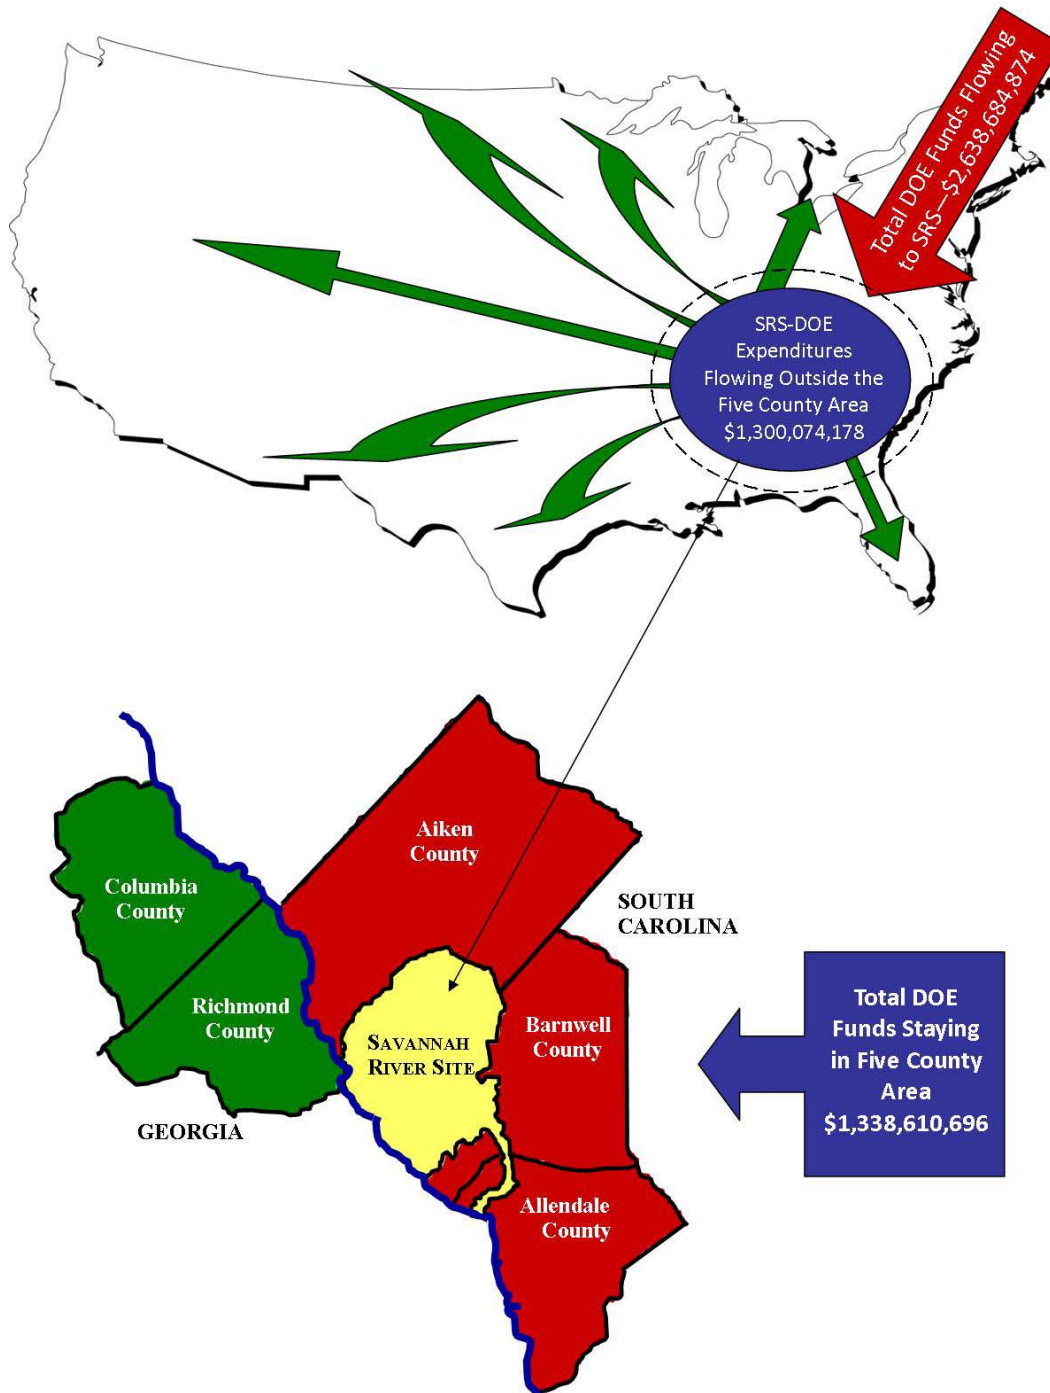 Total DOE Funds Flowing
to SRS—$2,638,684,874
SRS-DOE
Expenditures
Flowing Outside the
Five County Area
$1,300,074,178
Aiken
County
Columbia
County
SOUTH
CAROLINA
Richmond
County
Barnwell
County
SAVANNAH
RIVER SITE
Total DOE
Funds Staying
in Five County
Area
$1,338,610,696
GEORGIA
Allendale
County